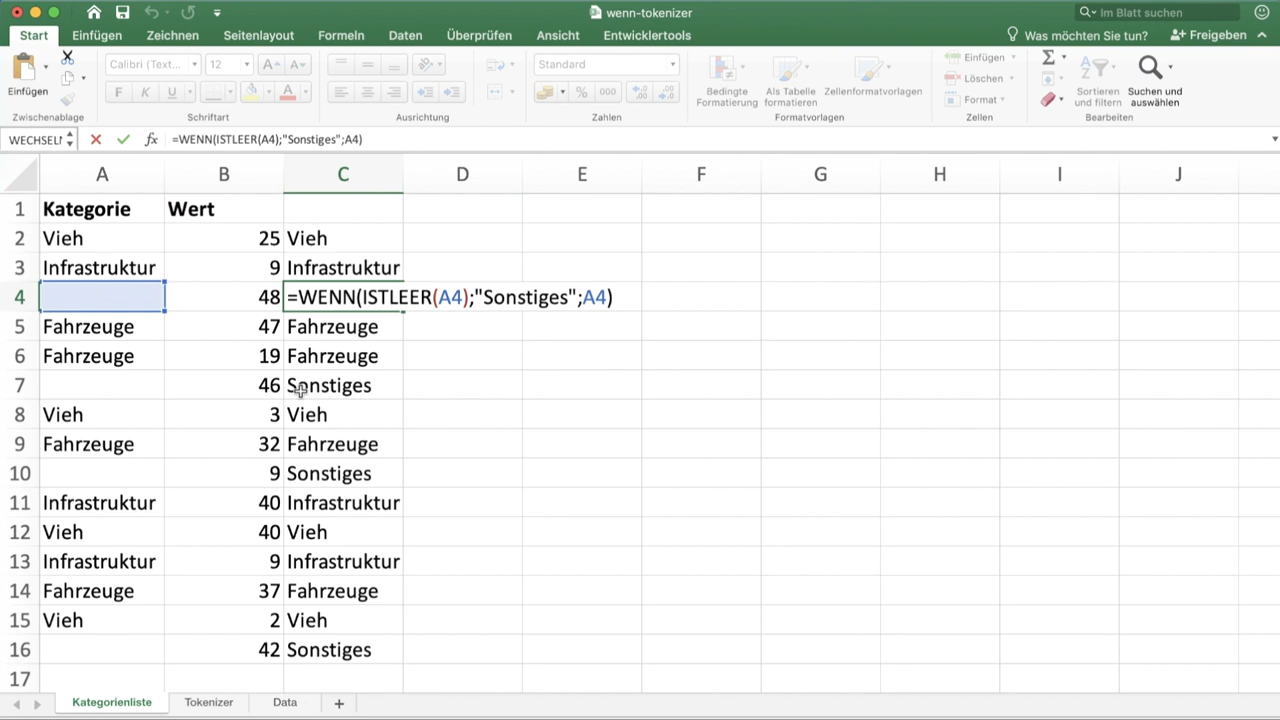 wenn-tokenizer
Im Blatt suchen
Start Einfügen Zeichnen Seitenlayout Formeln Daten Überprüfen Ansicht Entwicklertools Was möchten Sie tun? Freigeben
Calibri (Text... 12 A A Standard Einfügen
Löschen
Einfügen F K U A % 000 Bedingte Formatierung Als Tabelle formatieren Zellenformatvorlagen Format Sortieren und filtern Suchen und auswählen
Zwischenablage Schriftart Ausrichtung Zahlen Formatvorlagen Zellen Bearbeiten
WECHSELN fx =WENN(ISTLEER(A4);"Sonstiges";A4)
A B C D E F G H I J
1 Kategorie Wert
2 Vieh 25 Vieh
3 Infrastruktur 9 Infrastruktur
4 48 =WENN(ISTLEER(A4);"Sonstiges";A4)
5 Fahrzeuge 47 Fahrzeuge
6 Fahrzeuge 19 Fahrzeuge
7 46 Sonstiges
8 Vieh 3 Vieh
9 Fahrzeuge 32 Fahrzeuge
10 9 Sonstiges
11 Infrastruktur 40 Infrastruktur
12 Vieh 40 Vieh
13 Infrastruktur 9 Infrastruktur
14 Fahrzeuge 37 Fahrzeuge
15 Vieh 2 Vieh
16 42 Sonstiges
17
Kategorienliste Tokenizer Data +